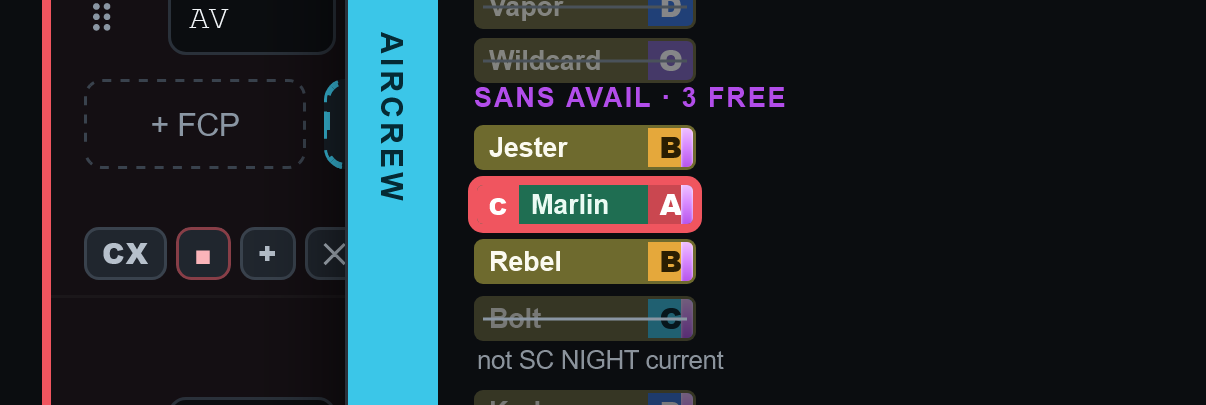 AV
+ FCP
CX
+
AIRCREW
Vapor D
Wildcard C
SANS AVAIL · 3 FREE
Jester B
c Marlin A
Rebel B
Bolt C
not SC NIGHT current